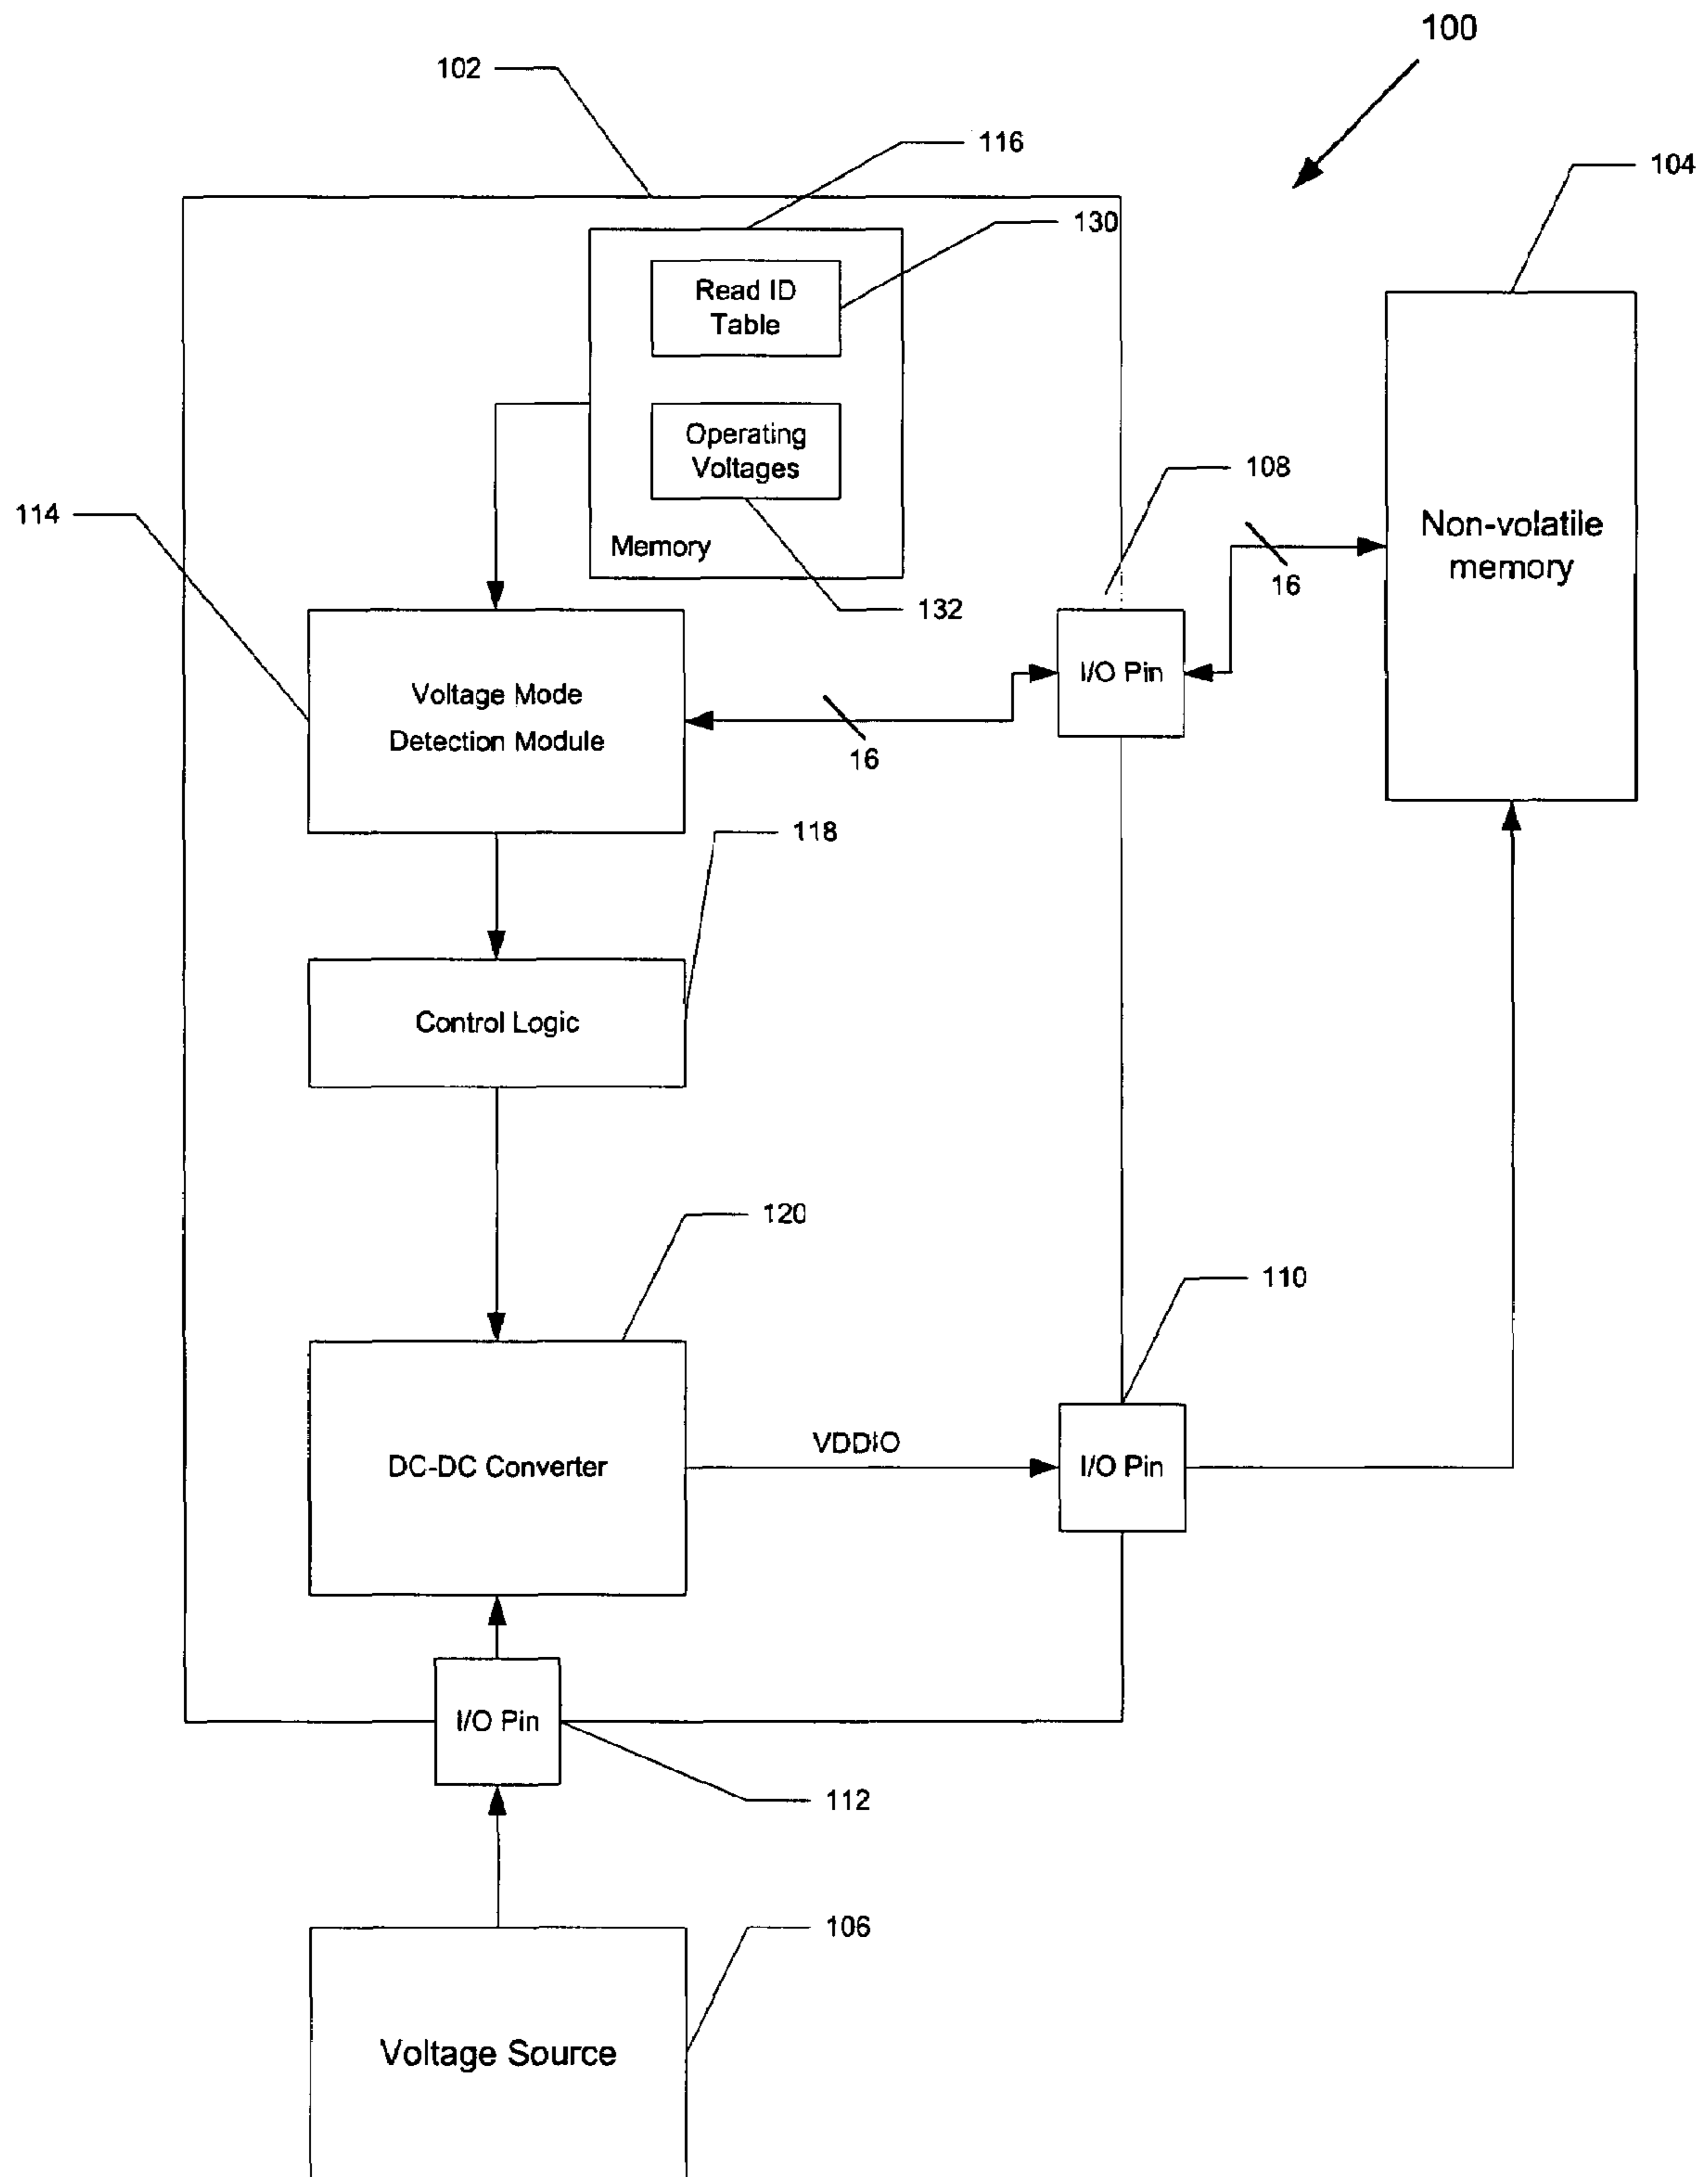 100
102
116
104
130
Read ID
Table
Operating
Voltages
108
114
Non-volatile
memory
Memory
16
132
I/O Pin
Voltage Mode
Detection Module
16
118
Control Logic
120
110
VDDIO
DC-DC Converter
I/O Pin
I/O Pin
112
106
Voltage Source